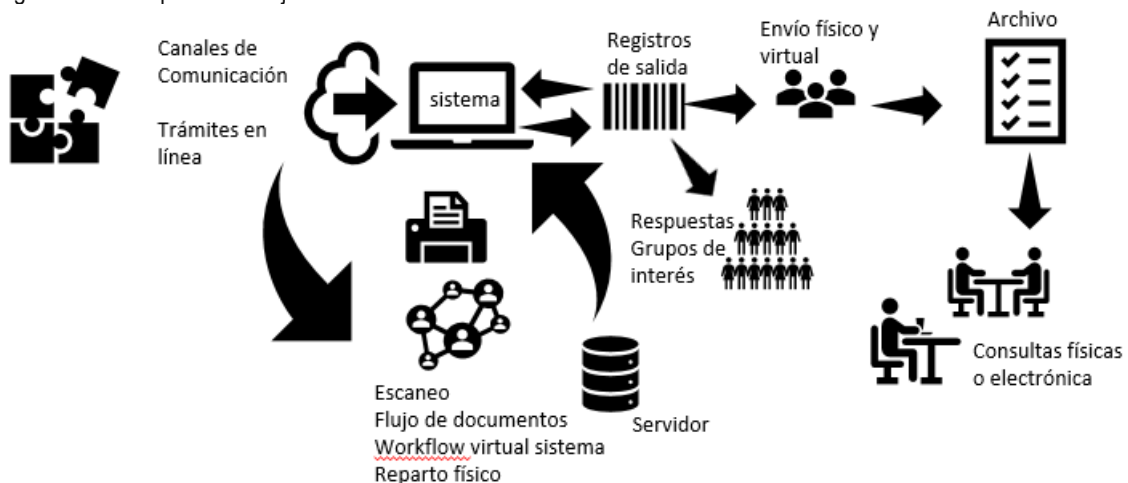 Canales de
Comunicación
Trámites en
línea
sistema
Registros
de salida
Envío físico y
virtual
Archivo
Respuestas
Grupos de
interés
Consultas físicas
o electrónica
Escaneo
Flujo de documentos
Workflow virtual sistema
Reparto físico
Servidor